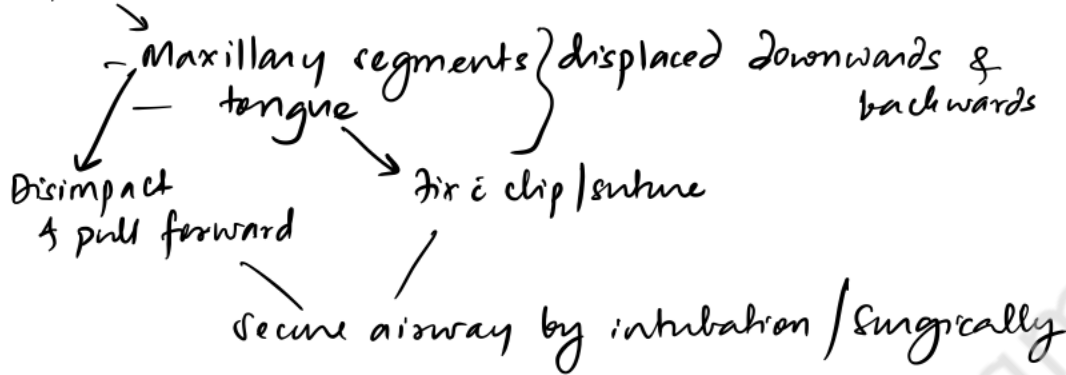 - Maxillary segments } displaced downwards &
- tongue backwards
Disimpact fix c̄ clip / suture
& pull forward
secure airway by intubation / surgically